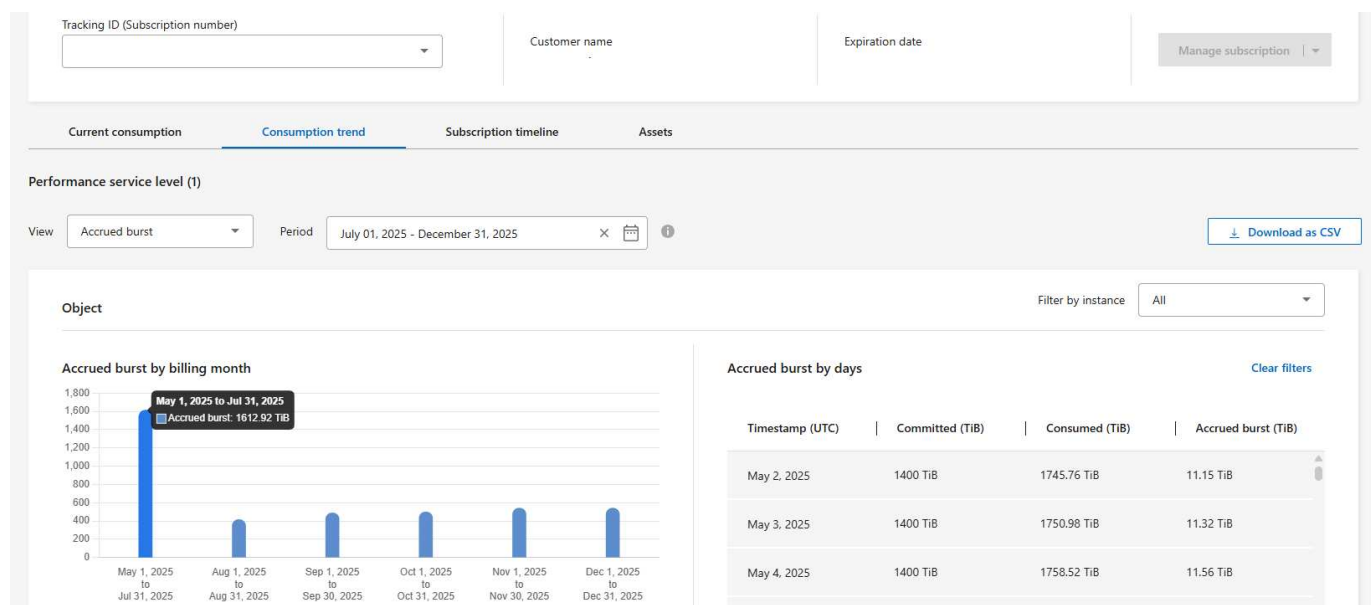 Tracking ID (Subscription number)
Customer name
-
Expiration date
Manage subscription
Current consumption
Consumption trend
Subscription timeline
Assets
Performance service level (1)
View
Accrued burst
Period
July 01, 2025 - December 31, 2025
Download as CSV
Object
Filter by instance
All
Accrued burst by billing month
1,800
1,600
1,400
1,200
1,000
800
600
400
200
0
May 1, 2025 to Jul 31, 2025
Accrued burst: 1612.92 TiB
May 1, 2025
to
Jul 31, 2025
Aug 1, 2025
to
Aug 31, 2025
Sep 1, 2025
to
Sep 30, 2025
Oct 1, 2025
to
Oct 31, 2025
Nov 1, 2025
to
Nov 30, 2025
Dec 1, 2025
to
Dec 31, 2025
Accrued burst by days
Clear filters
Timestamp (UTC) | Committed (TiB) | Consumed (TiB) | Accrued burst (TiB)
May 2, 2025 1400 TiB 1745.76 TiB 11.15 TiB
May 3, 2025 1400 TiB 1750.98 TiB 11.32 TiB
May 4, 2025 1400 TiB 1758.52 TiB 11.56 TiB